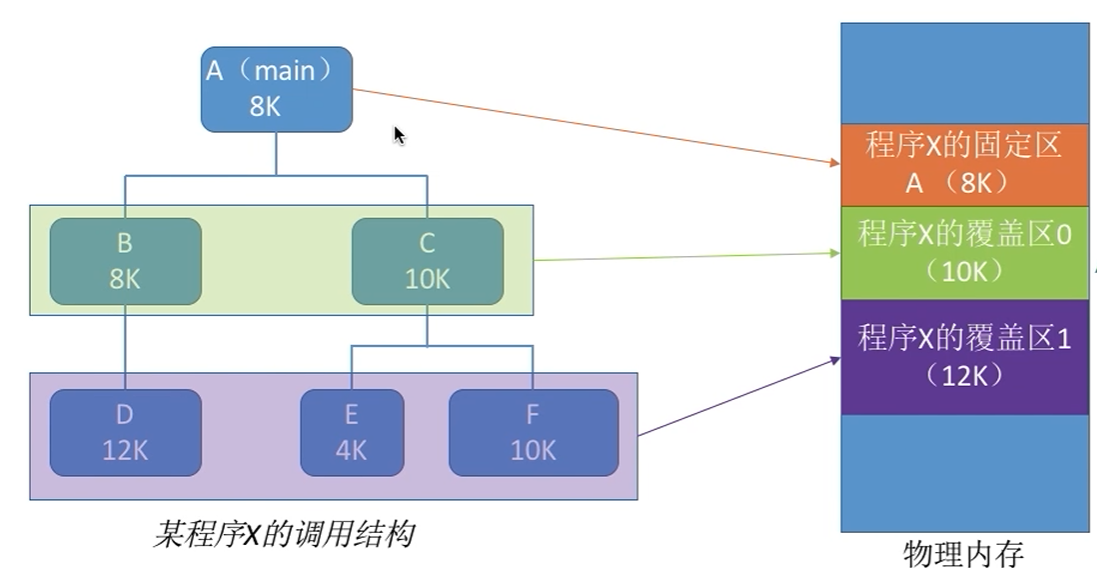 A（main）
8K
B
8K
C
10K
D
12K
E
4K
F
10K
某程序X的调用结构
程序X的固定区
A （8K）
程序X的覆盖区0
（10K）
程序X的覆盖区1
（12K）
物理内存